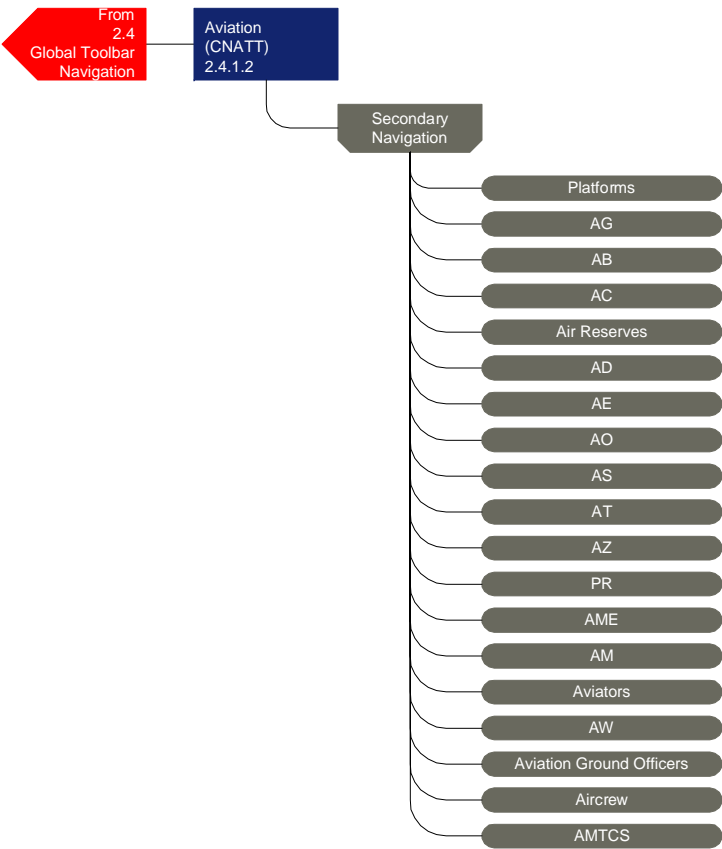 From
2.4
Global Toolbar
Navigation
Aviation
(CNATT)
2.4.1.2
Secondary
Navigation
Platforms
AG
AB
AC
Air Reserves
AD
AE
AO
AS
AT
AZ
PR
AME
AM
Aviators
AW
Aviation Ground Officers
Aircrew
AMTCS